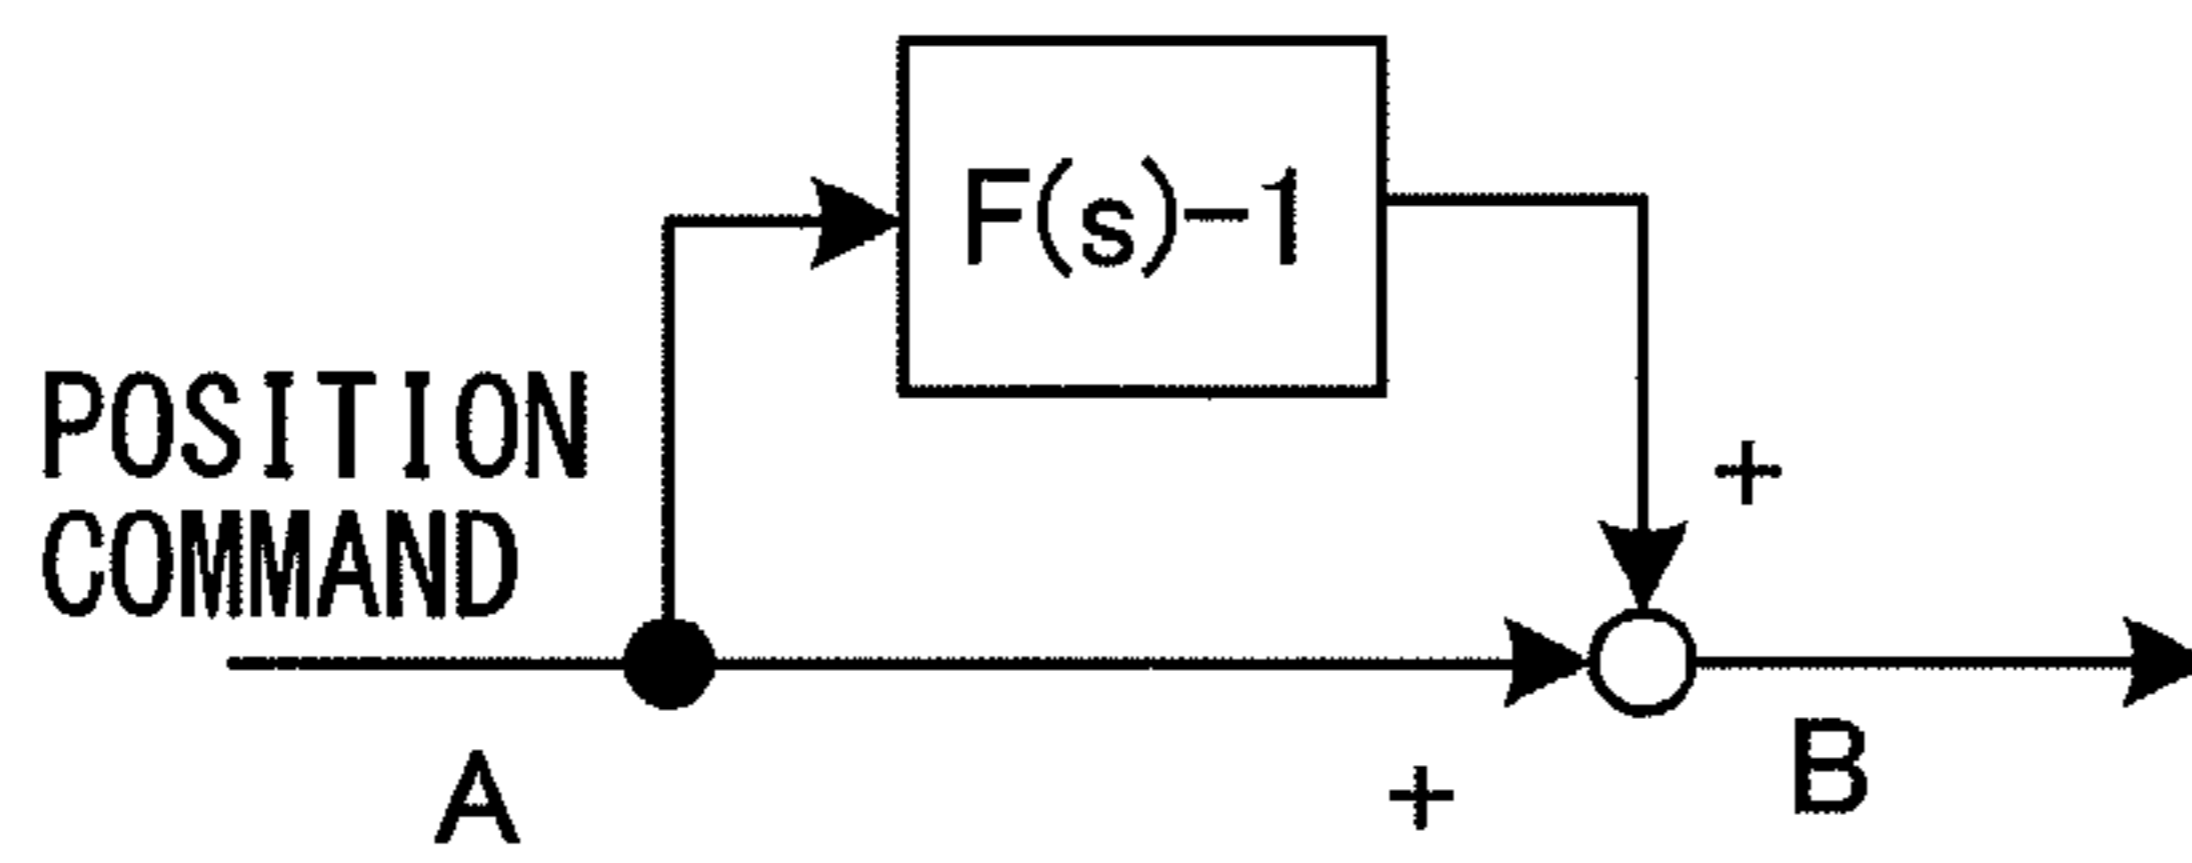 F(s)-1
POSITION
COMMAND
+
A
+
B